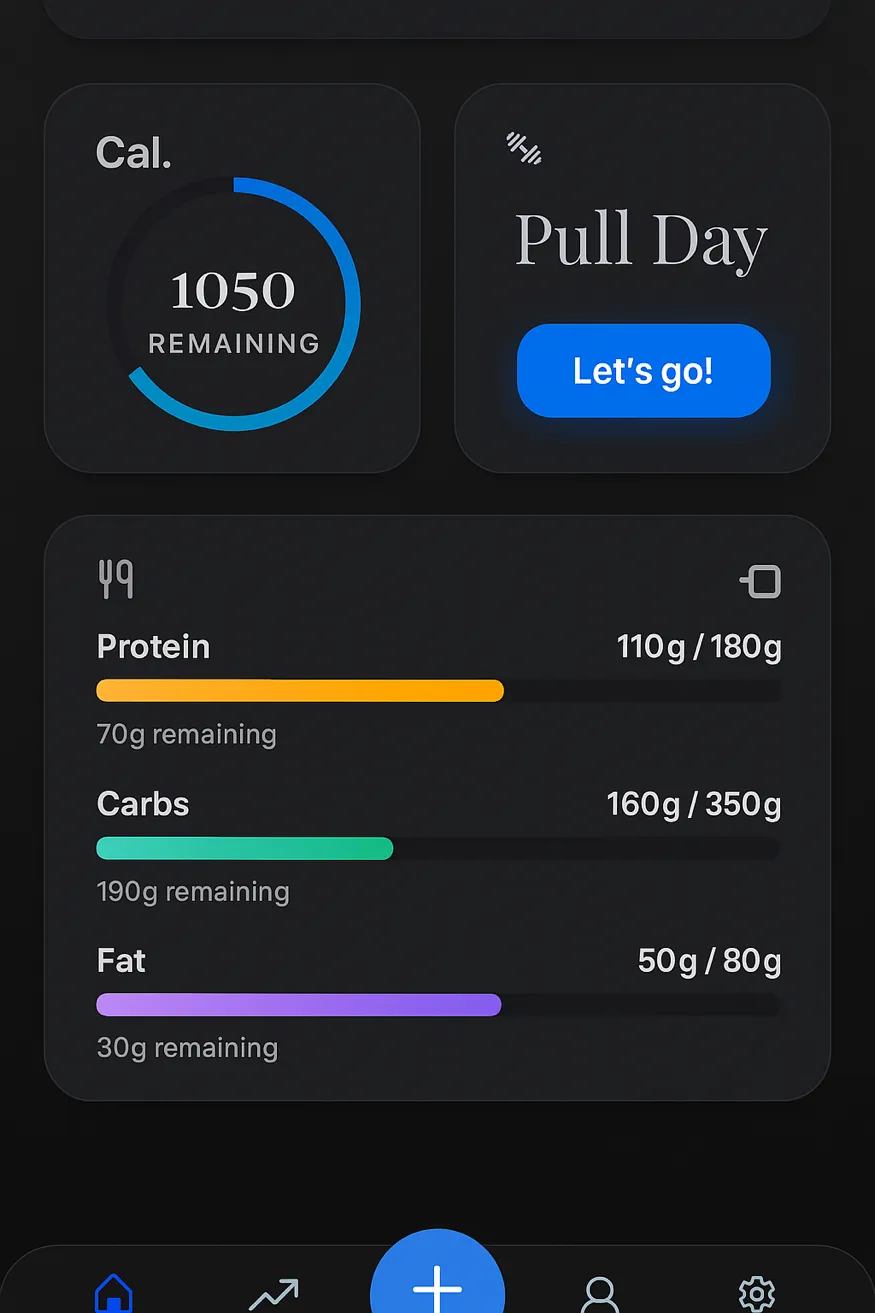 Cal.
1050
REMAINING
Pull Day
Let's go!
Protein
110g / 180g
70g remaining
Carbs
160g / 350g
190g remaining
Fat
50g / 80g
30g remaining